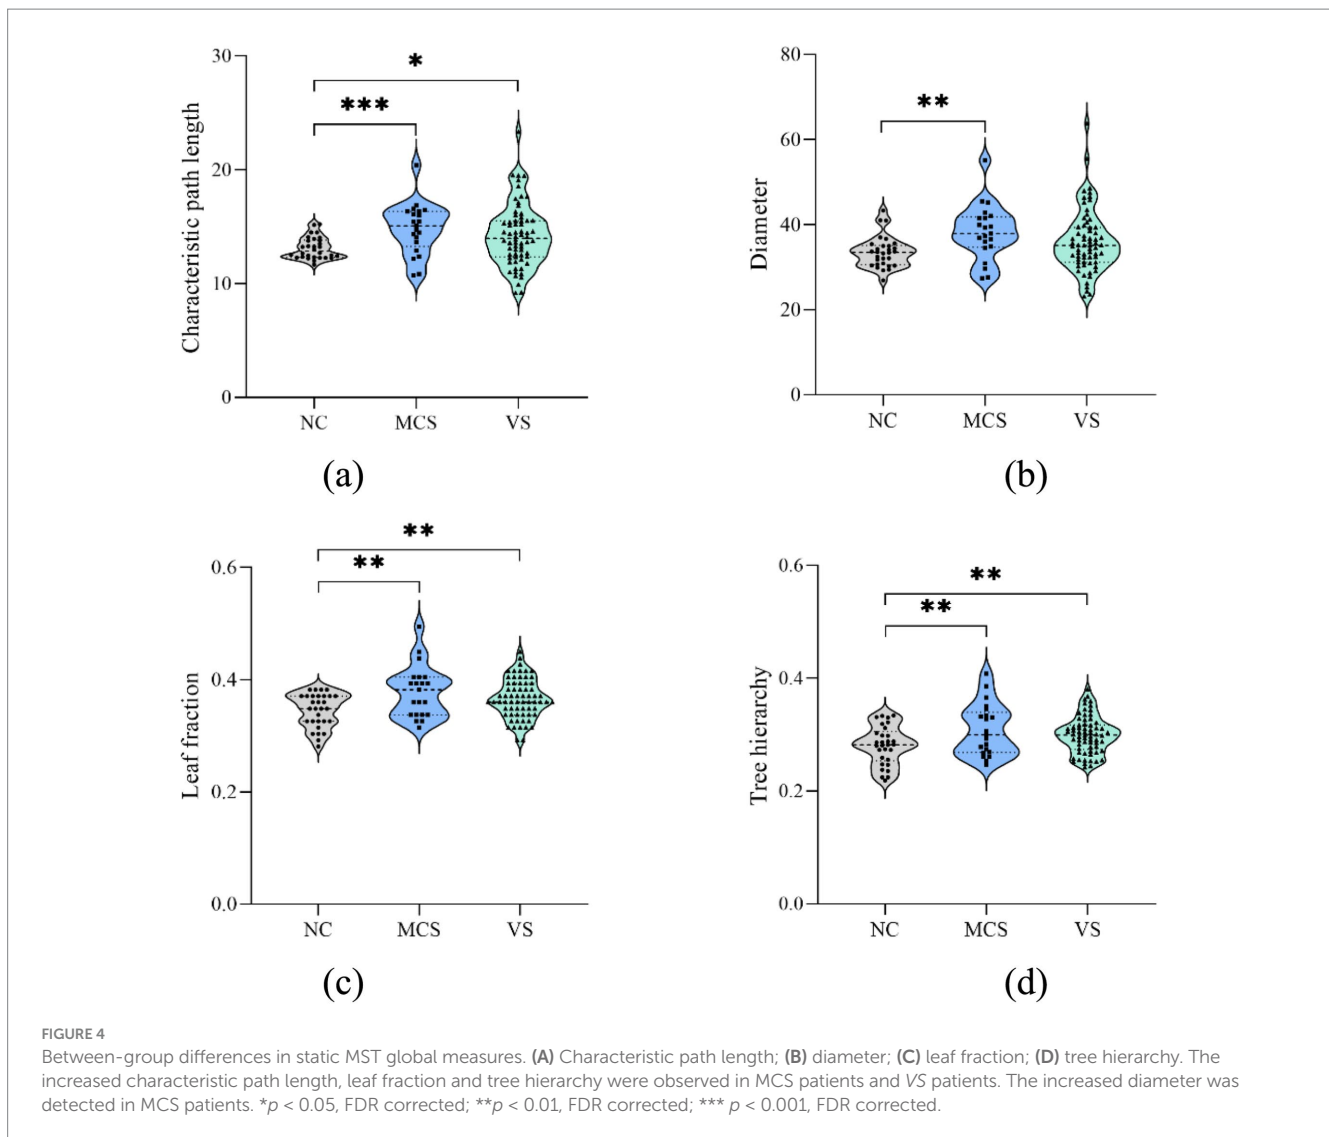 30
20
10
0
Characteristic path length
*
***
NC MCS VS
(a)
80
60
40
20
0
Diameter
**
NC MCS VS
(b)
0.6
0.4
0.2
0.0
Leaf fraction
**
**
NC MCS VS
(c)
0.6
0.4
0.2
0.0
Tree hierarchy
**
**
NC MCS VS
(d)
FIGURE 4
Between-group differences in static MST global measures. (A) Characteristic path length; (B) diameter; (C) leaf fraction; (D) tree hierarchy. The
increased characteristic path length, leaf fraction and tree hierarchy were observed in MCS patients and VS patients. The increased diameter was
detected in MCS patients. *p < 0.05, FDR corrected; **p < 0.01, FDR corrected; *** p < 0.001, FDR corrected.